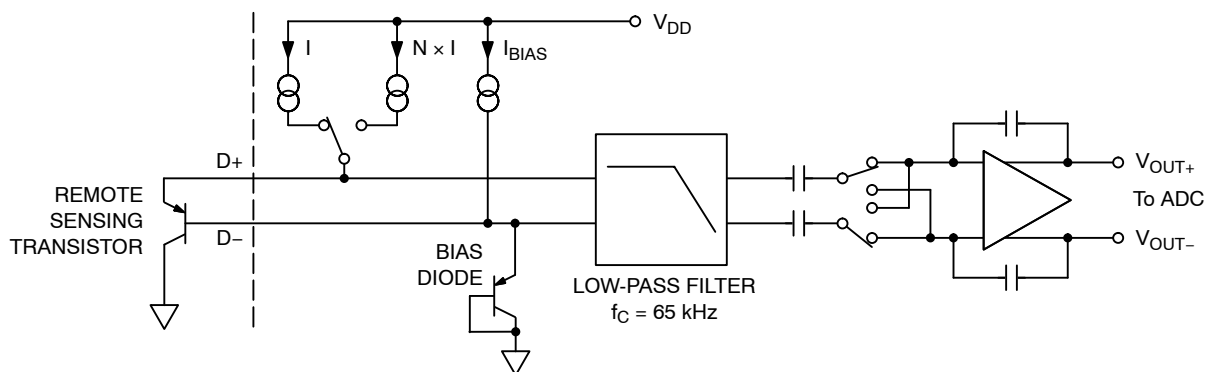 V_DD
I
N × I
I_BIAS
D+
REMOTE
SENSING
TRANSISTOR
D−
BIAS
DIODE
LOW-PASS FILTER
f_C = 65 kHz
V_OUT+
To ADC
V_OUT−